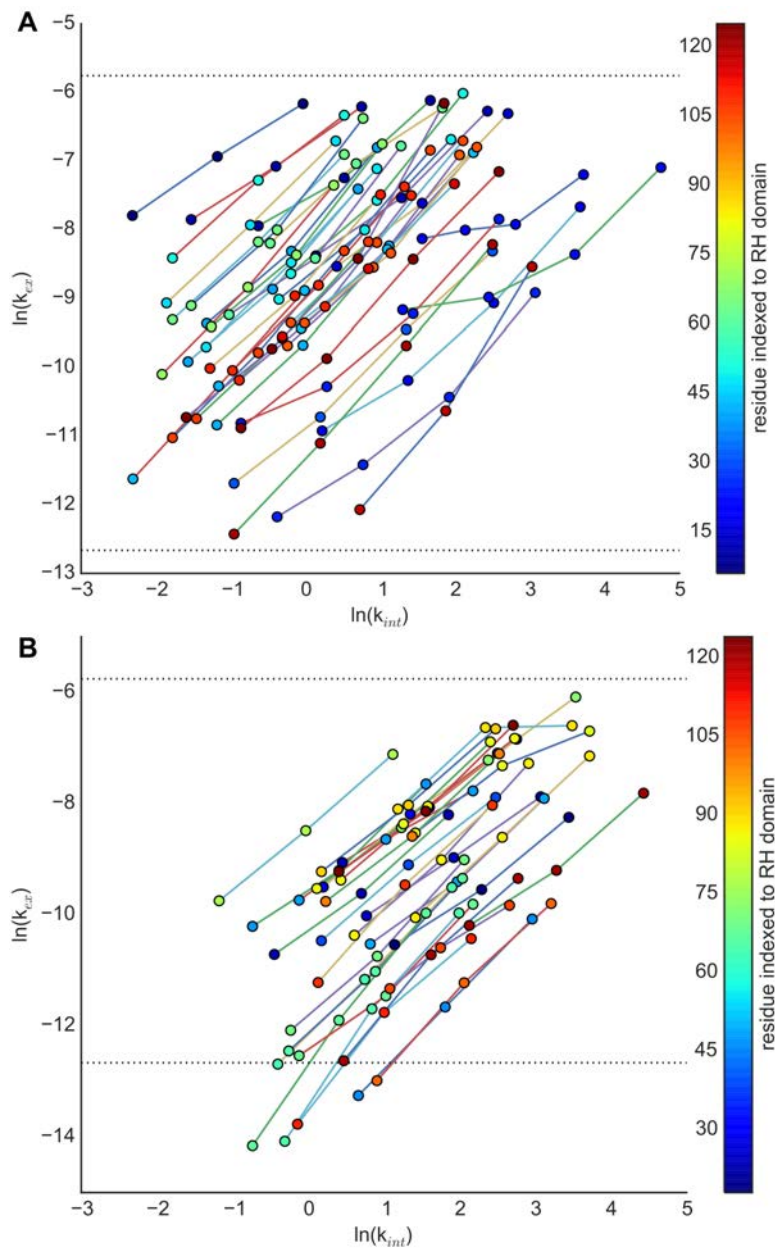 A
−5
−6
−7
−8
−9
−10
−11
−12
−13
ln(k_ex)
−3 −2 −1 0 1 2 3 4 5
ln(k_int)
120
105
90
75
60
45
30
15
residue indexed to RH domain
B
−6
−8
−10
−12
−14
ln(k_ex)
−3 −2 −1 0 1 2 3 4 5
ln(k_int)
120
105
90
75
60
45
30
residue indexed to RH domain